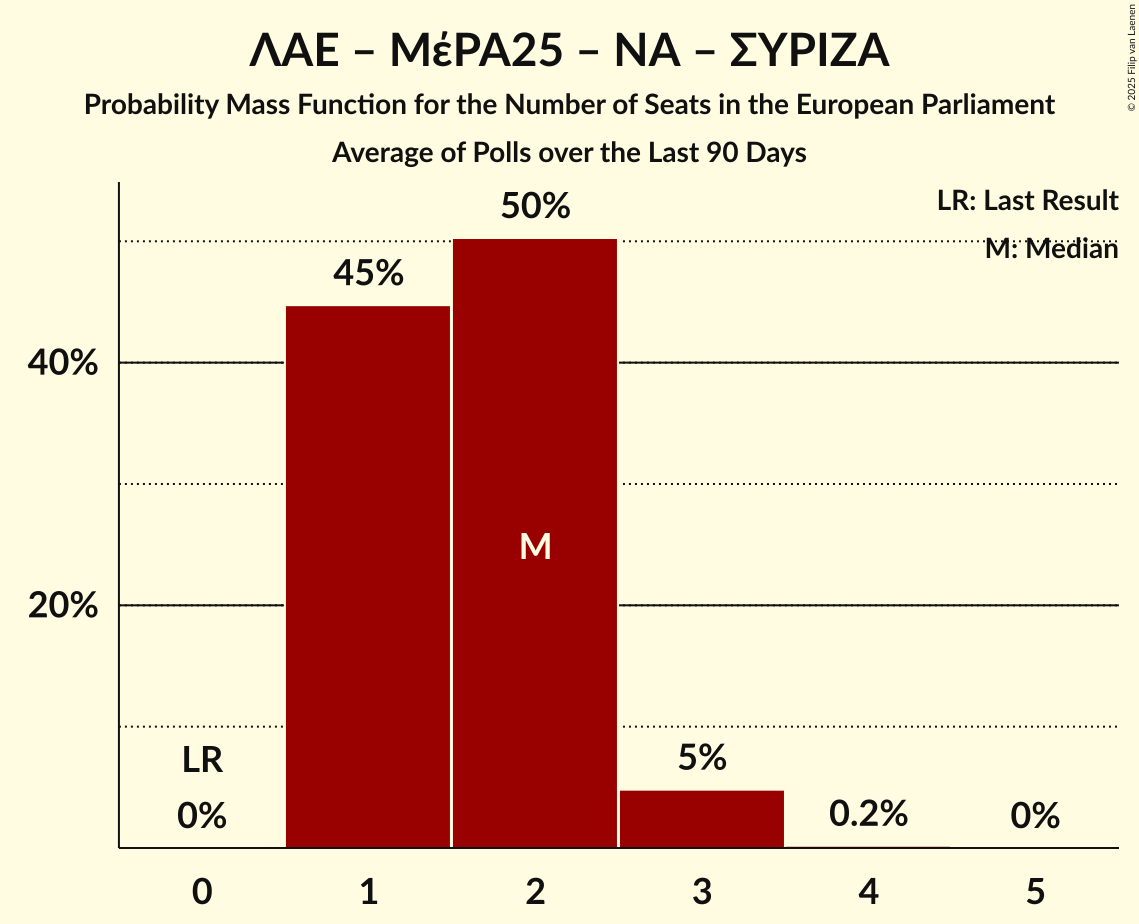 ΛΑΕ – ΜέΡΑ25 – ΝΑ – ΣΥΡΙΖΑ
Probability Mass Function for the Number of Seats in the European Parliament
Average of Polls over the Last 90 Days
© 2025 Filip van Laenen
LR: Last Result
M: Median
50%
45%
40%
M
20%
LR
0%
5%
0.2%
0%
0 1 2 3 4 5